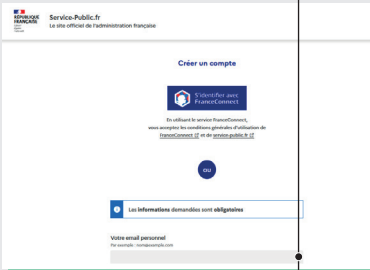 RÉPUBLIQUE
FRANÇAISE
Service-Public.fr
Le site officiel de l'administration française
Créer un compte
S'identifier avec
FranceConnect
En utilisant le service FranceConnect,
vous acceptez les conditions générales d'utilisation de
FranceConnect et de service-public.fr
OU
Les informations demandées sont obligatoires
Votre email personnel
Par exemple : nom@exemple.com